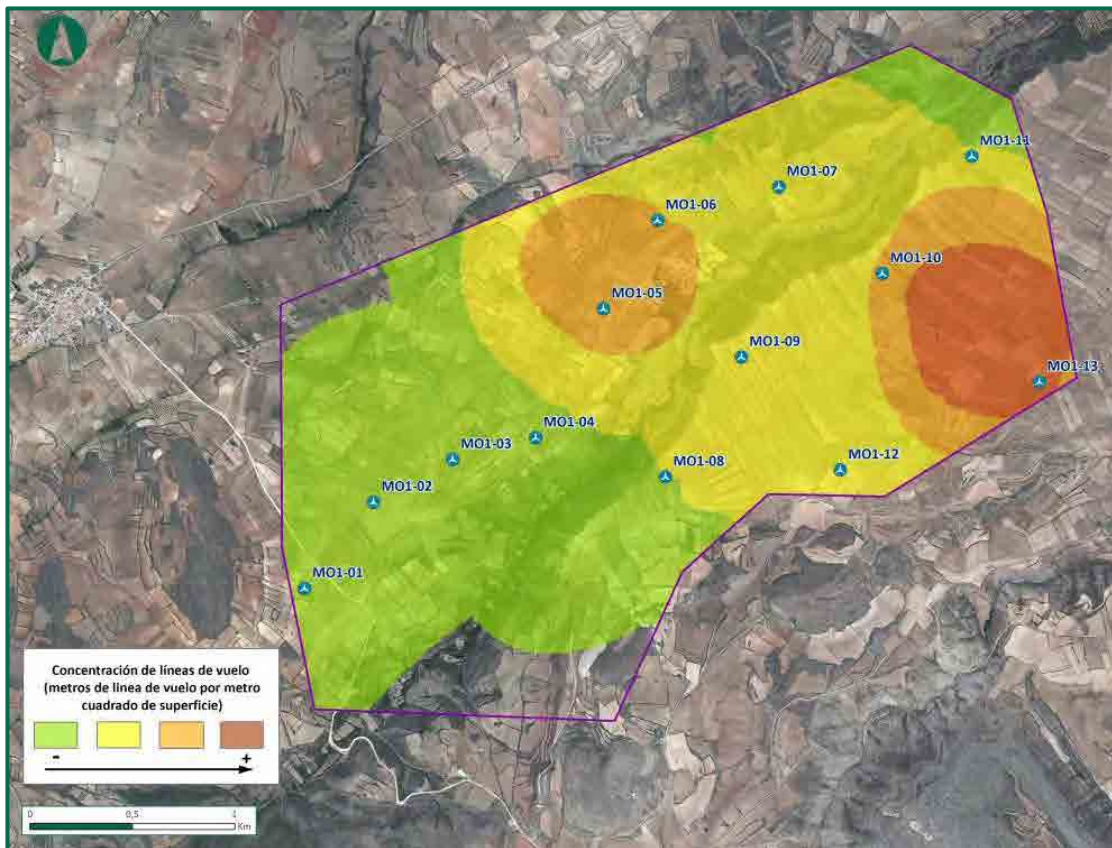 MO1-11
MO1-07
MO1-06
MO1-10
MO1-05
MO1-09
MO1-13
MO1-04
MO1-03
MO1-08
MO1-12
MO1-02
MO1-01
Concentración de líneas de vuelo
(metros de linea de vuelo por metro
cuadrado de superficie)
- +
0 0,5 1
Km